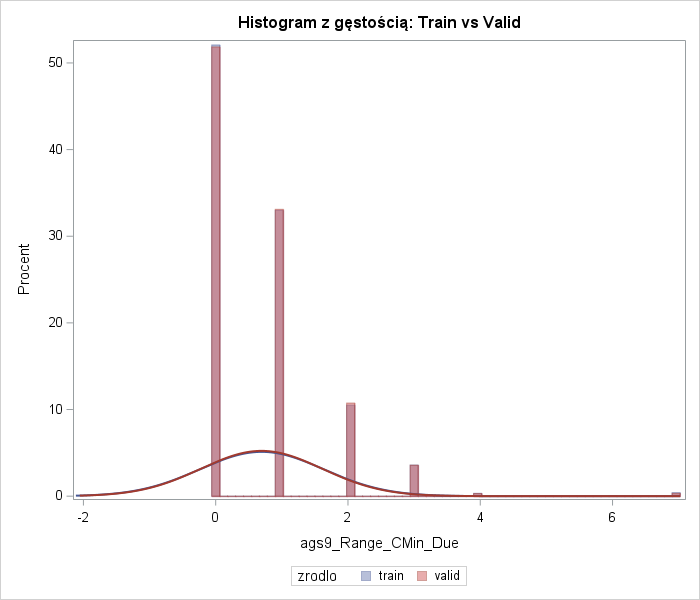 Histogram z gęstością: Train vs Valid
50
40
30
20
10
0
Procent
-2 0 2 4 6
ags9_Range_CMin_Due
zrodlo train valid